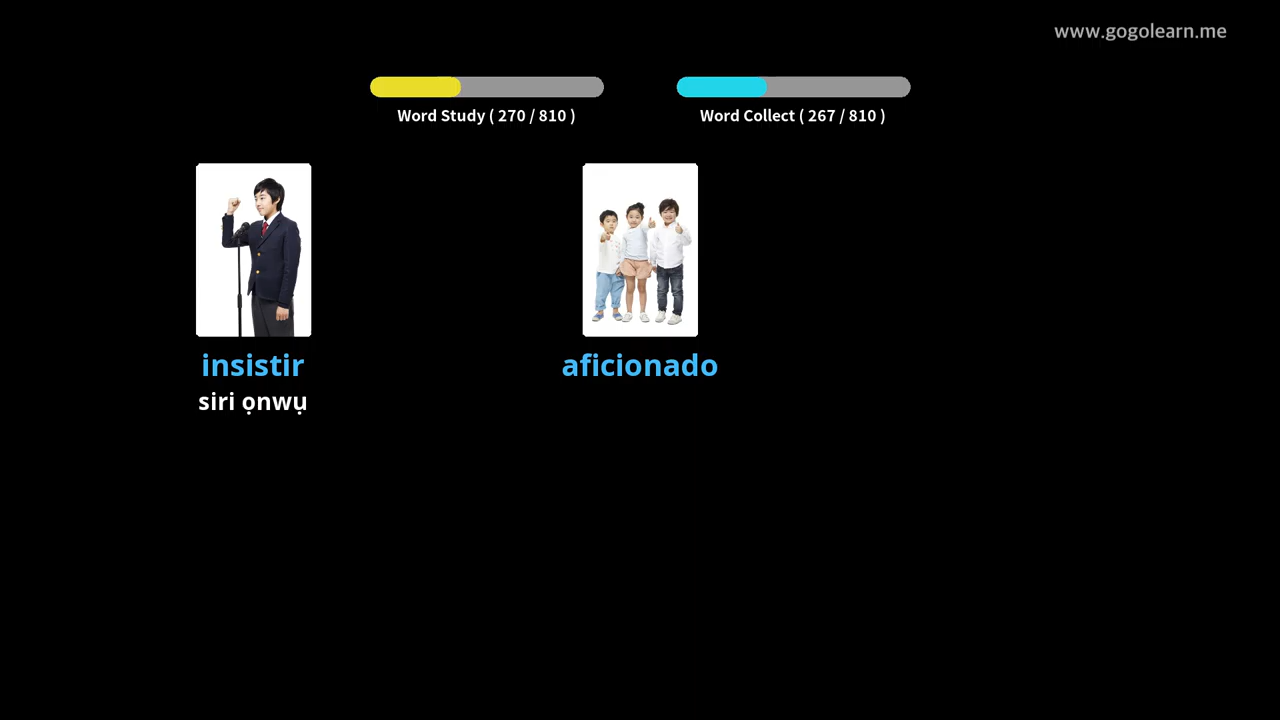 www.gogolearn.me
Word Study ( 270 / 810 )
Word Collect ( 267 / 810 )
insistir
siri ọnwụ
aficionado